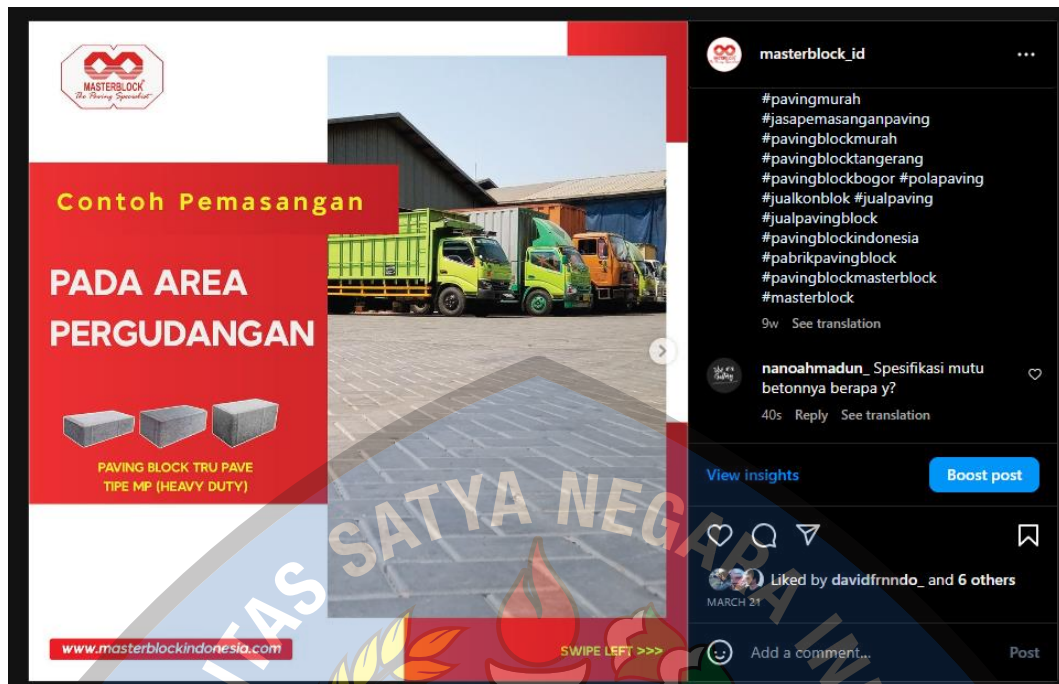 MASTERBLOCK
The Paving Specialist
Contoh Pemasangan
PADA AREA
PERGUDANGAN
PAVING BLOCK TRU PAVE
TIPE MP (HEAVY DUTY)
www.masterblockindonesia.com
SWIPE LEFT >>>
masterblock_id
#pavingmurah
#jasapemasanganpaving
#pavingblockmurah
#pavingblocktangerang
#pavingblockbogor #polapaving
#jualkonblok #jualpaving
#jualpavingblock
#pavingblockindonesia
#pabrikpavingblock
#pavingblockmasterblock
#masterblock
9w See translation
nanoahmadun_ Spesifikasi mutu
betonnya berapa y?
40s Reply See translation
View insights
Boost post
Liked by davidfrnndo_ and 6 others
MARCH 21
Add a comment...
Post
ITAS SATYA NEGARA IN